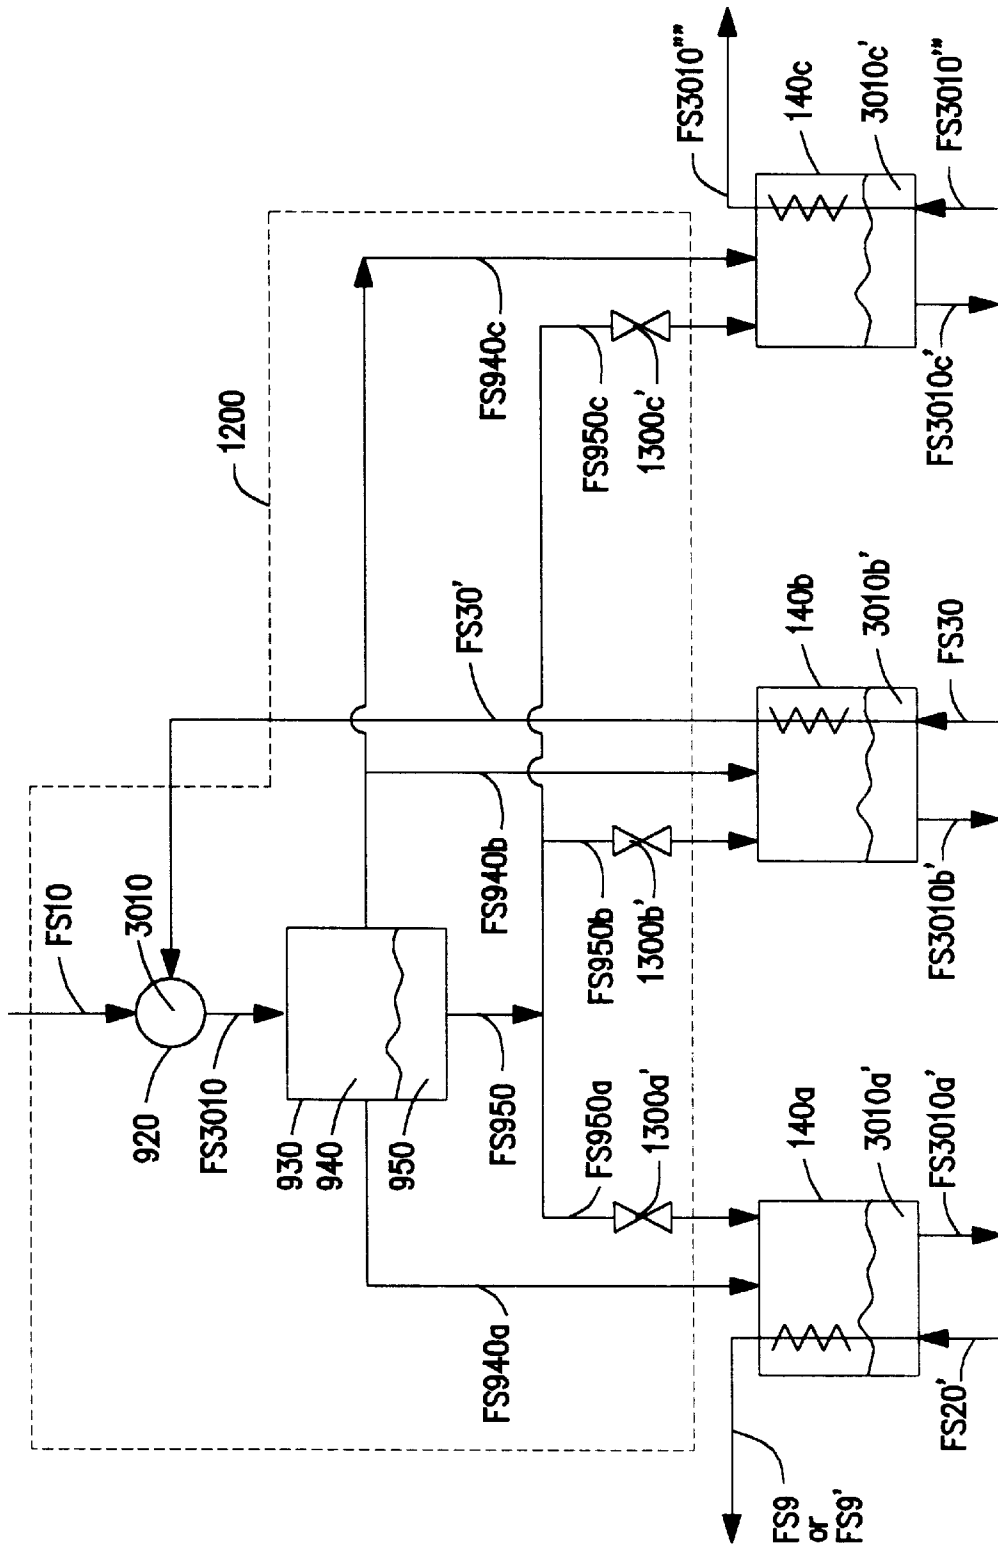 FS10
3010
920
FS3010
930
940
950
FS950
1200
FS30'
FS940a
FS940b
FS940c
FS950a
1300a'
FS950b
1300b'
FS950c
1300c'
FS9
or
FS9'
140a
3010a'
FS20'
FS3010a'
140b
3010b'
FS3010b'
FS30
FS3010""
140c
3010c'
FS3010c'
FS3010'"